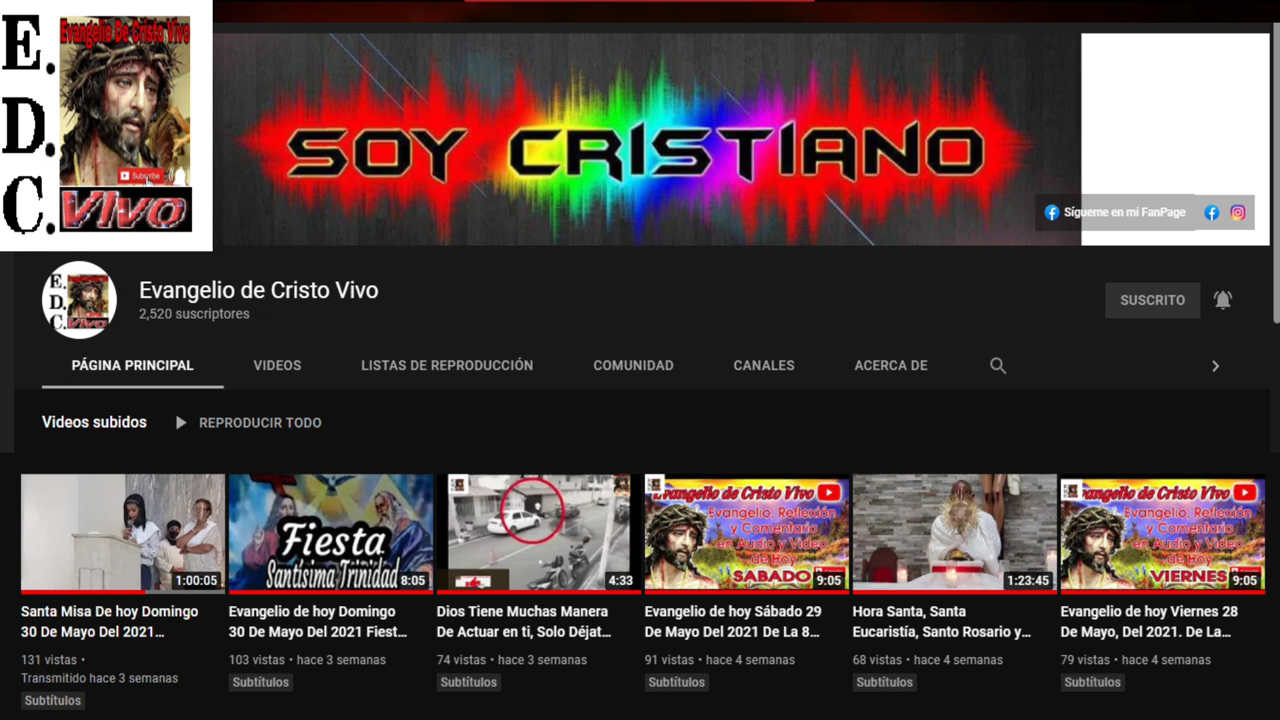 E.
D.
C.
Evangelio De Cristo Vivo
Subscribe
Vivo
SOY CRISTIANO
Sígueme en mi FanPage
E.
D.
C.
Vivo
Evangelio de Cristo Vivo
2,520 suscriptores
SUSCRITO
PÁGINA PRINCIPAL
VIDEOS
LISTAS DE REPRODUCCIÓN
COMUNIDAD
CANALES
ACERCA DE
Videos subidos
REPRODUCIR TODO
1:00:05
Santa Misa De hoy Domingo
30 De Mayo Del 2021…
131 vistas •
Transmitido hace 3 semanas
Subtítulos
Fiesta
Santísima Trinidad
8:05
Evangelio de hoy Domingo
30 De Mayo Del 2021 Fiest…
103 vistas • hace 3 semanas
Subtítulos
4:33
Dios Tiene Muchas Manera
De Actuar en ti, Solo Déjat…
74 vistas • hace 3 semanas
Subtítulos
Evangelio de Cristo Vivo
Evangelio, Reflexión
y Comentario
en Audio y Video
de Hoy
SABADO
9:05
Evangelio de hoy Sábado 29
De Mayo Del 2021 De La 8…
91 vistas • hace 4 semanas
Subtítulos
1:23:45
Hora Santa, Santa
Eucaristía, Santo Rosario y…
68 vistas • hace 4 semanas
Subtítulos
Evangelio de Cristo Vivo
Evangelio, Reflexión
y Comentario
en Audio y Video
de Hoy
VIERNES
9:05
Evangelio de hoy Viernes 28
De Mayo, Del 2021. De La…
79 vistas • hace 4 semanas
Subtítulos